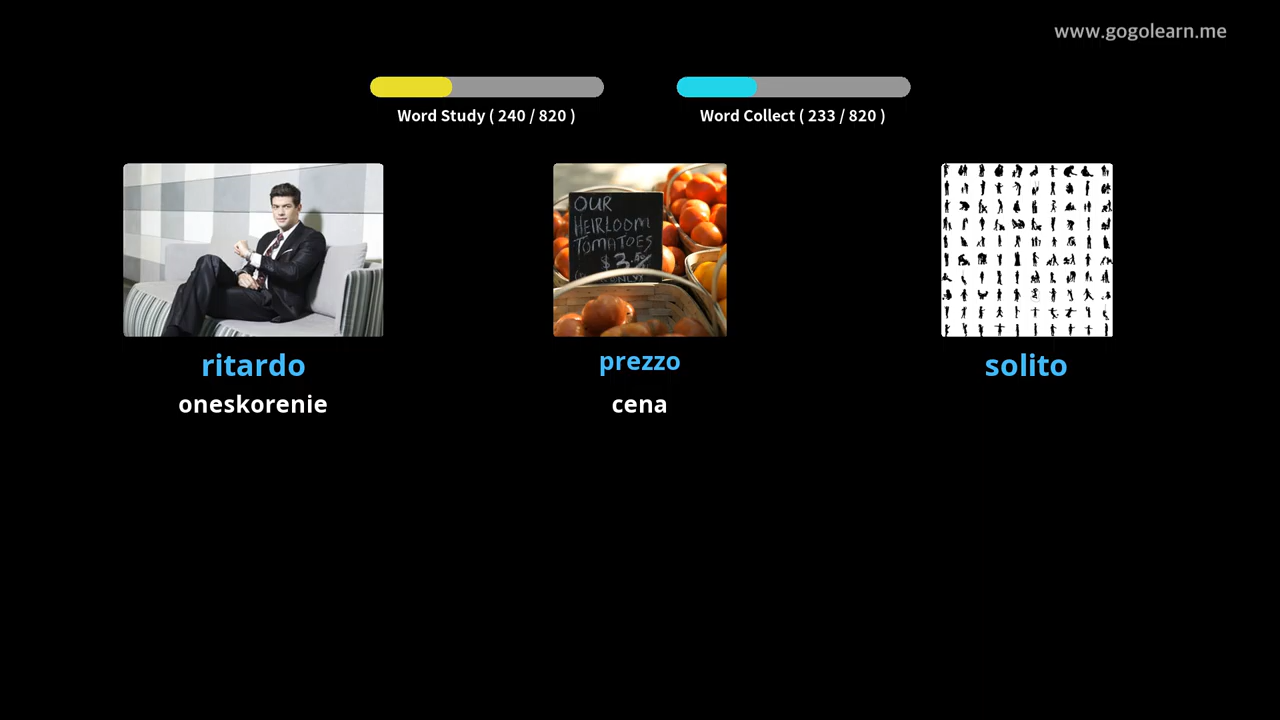 www.gogolearn.me
Word Study ( 240 / 820 )
Word Collect ( 233 / 820 )
OUR
HEIRLOOM
TOMATOES
ritardo
prezzo
solito
oneskorenie
cena